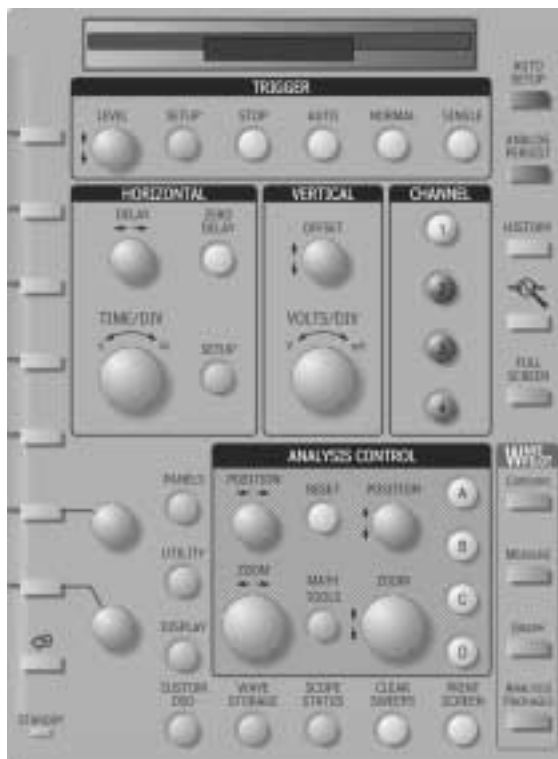 AUTO
SETUP
TRIGGER
LEVEL
SETUP
STOP
AUTO
NORMAL
SINGLE
ANALOG
PERSIST
HORIZONTAL
VERTICAL
CHANNEL
DELAY
ZERO
DELAY
OFFSET
1
2
3
4
HISTORY
TIME/DIV
SETUP
VOLTS/DIV
FULL
SCREEN
ANALYSIS CONTROL
PANELS
POSITION
RESET
POSITION
A
B
C
D
UTILITY
ZOOM
MATH
TOOLS
ZOOM
MEASURE
DISPLAY
GRAPH
CUSTOM
DSO
WAVE
STORAGE
SCOPE
STATUS
CLEAR
SWEEPS
PRINT
SCREEN
ANALYSIS
PACKAGES
STANDBY